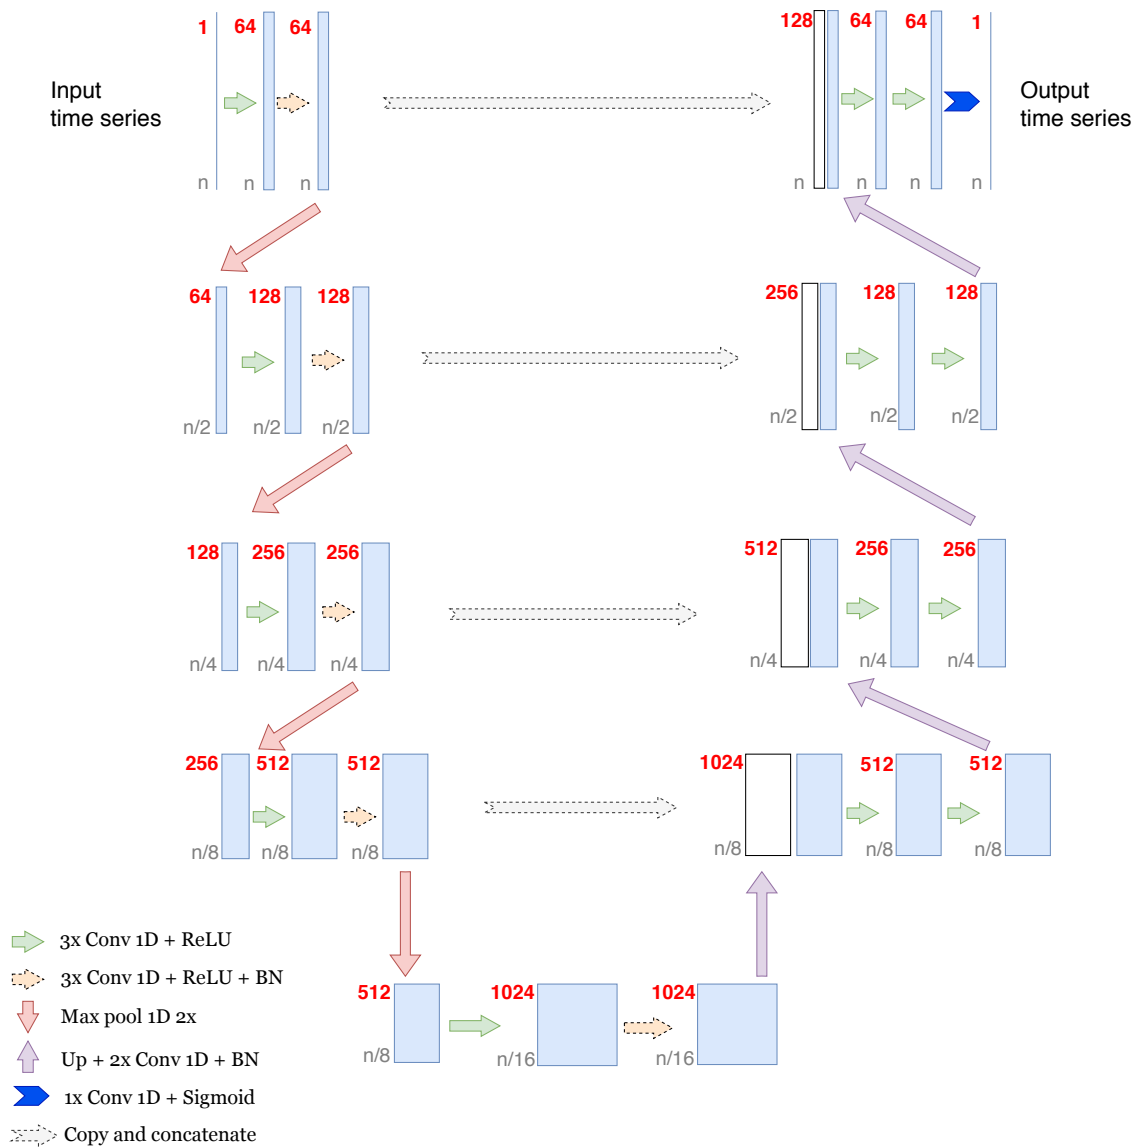 1 64 64 128 64 64 1
Input
time series
Output
time series
n n n n n n n
64 128 128 256 128 128
n/2 n/2 n/2 n/2 n/2 n/2
128 256 256 512 256 256
n/4 n/4 n/4 n/4 n/4 n/4
256 512 512 1024 512 512
n/8 n/8 n/8 n/8 n/8 n/8
512 1024 1024
n/8 n/16 n/16
3x Conv 1D + ReLU
3x Conv 1D + ReLU + BN
Max pool 1D 2x
Up + 2x Conv 1D + BN
1x Conv 1D + Sigmoid
Copy and concatenate